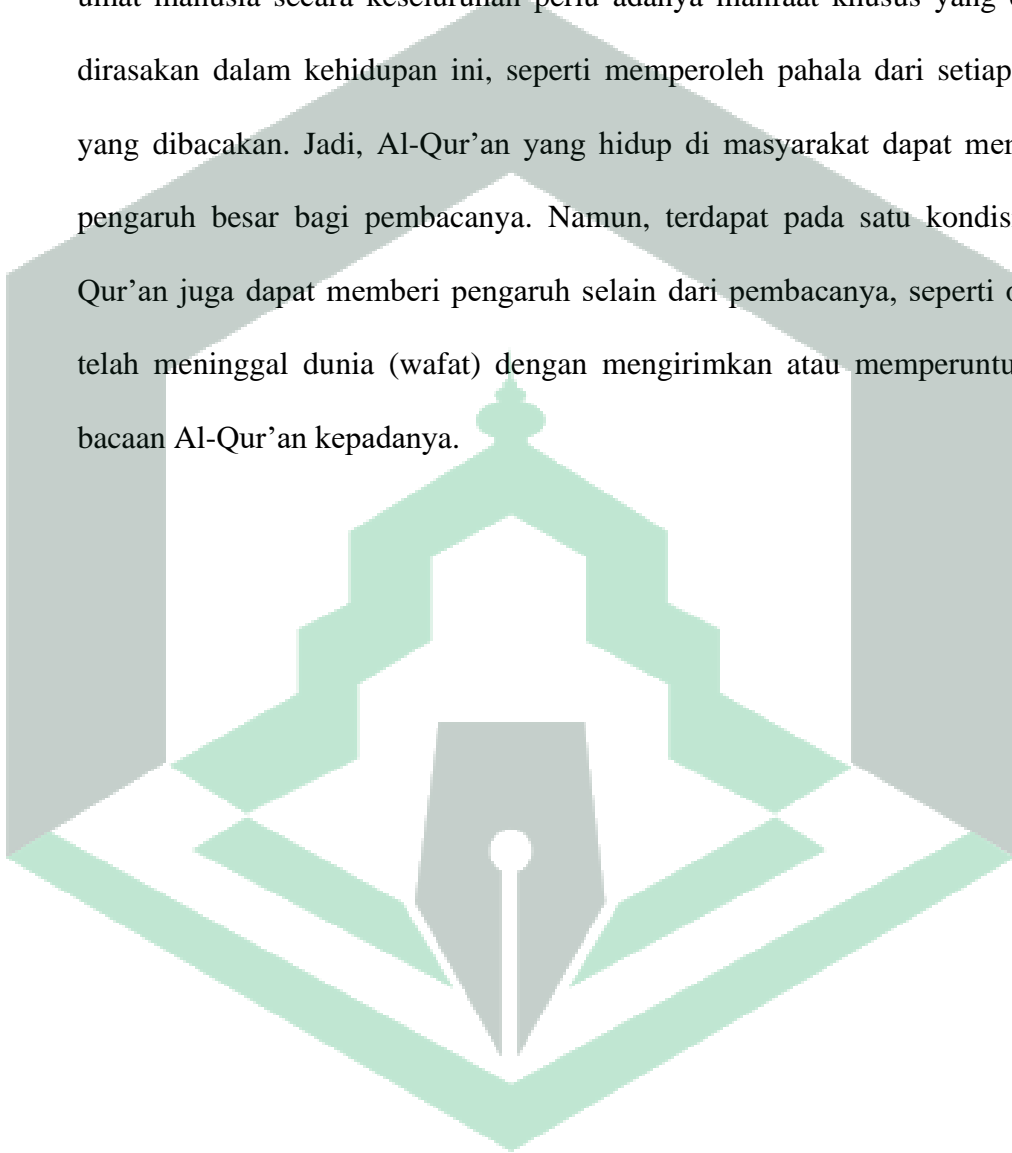 umat manusia secara keseluruhan perlu adanya manfaat khusus yang
dirasakan dalam kehidupan ini, seperti memperoleh pahala dari setiap
yang dibacakan. Jadi, Al-Qur’an yang hidup di masyarakat dapat
pengaruh besar bagi pembacanya. Namun, terdapat pada satu
Qur’an juga dapat memberi pengaruh selain dari pembacanya, seperti
telah meninggal dunia (wafat) dengan mengirimkan atau
bacaan Al-Qur’an kepadanya.